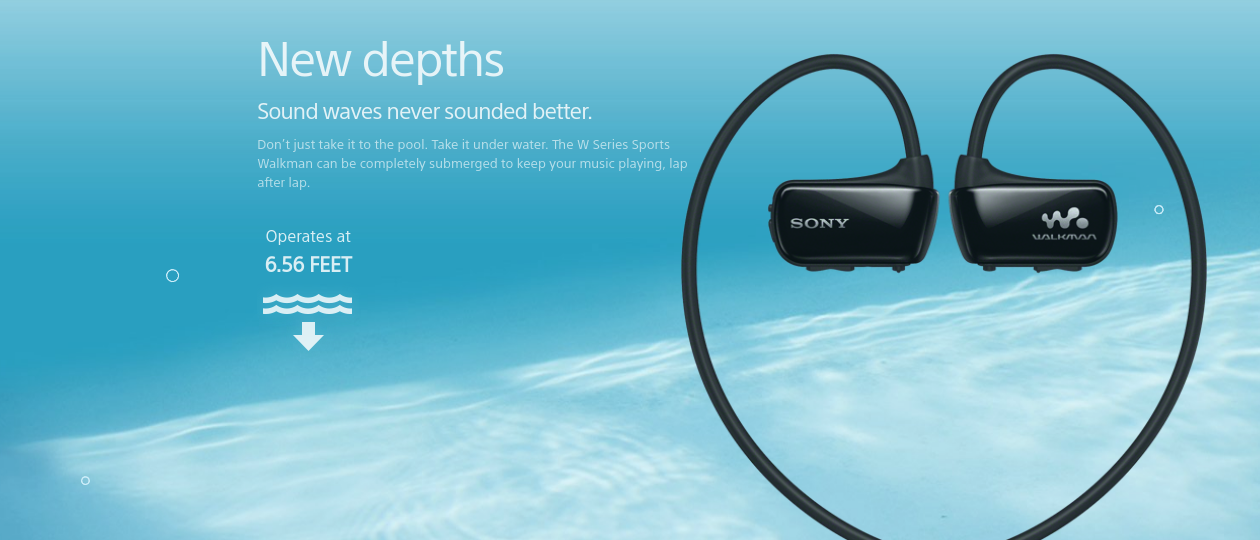 New depths
Sound waves never sounded better.
Don't just take it to the pool. Take it under water. The W Series Sports
Walkman can be completely submerged to keep your music playing, lap
after lap.
Operates at
6.56 FEET
SONY
WALKMAN